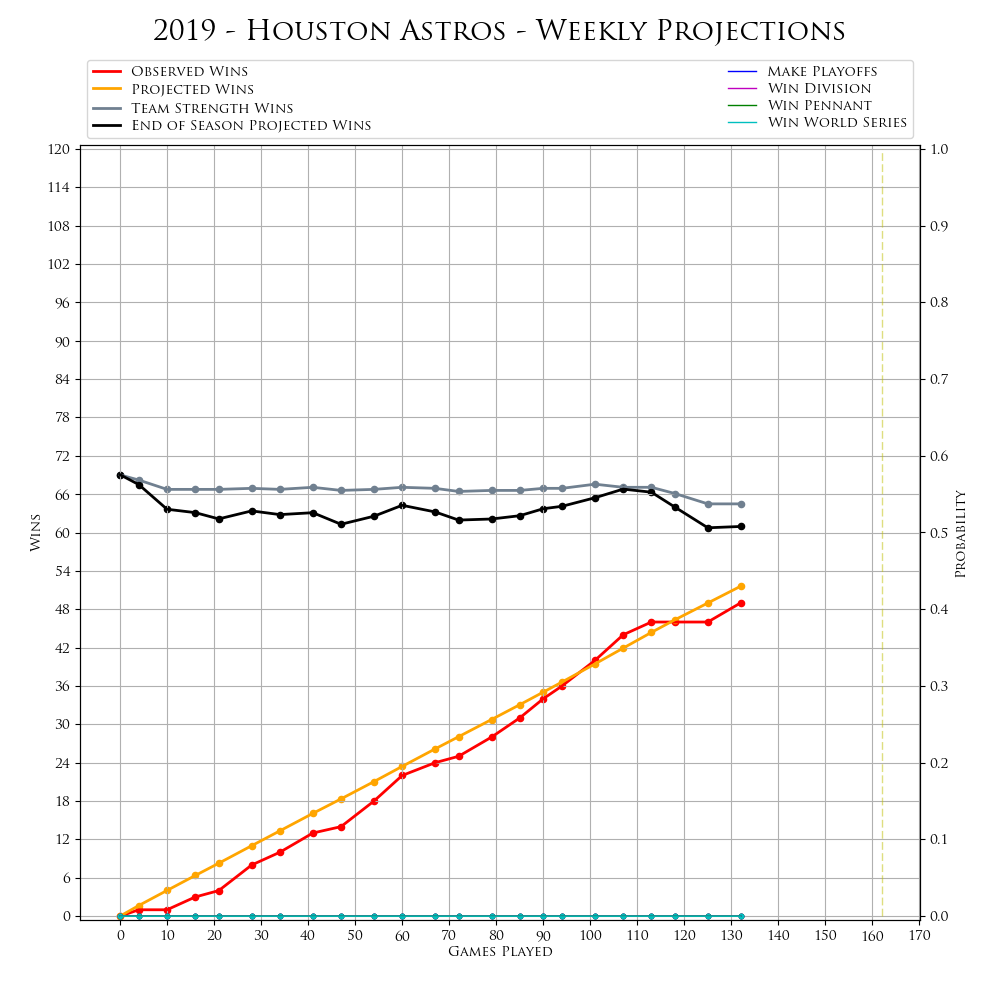 2019 - Houston Astros - Weekly Projections
Observed Wins
Projected Wins
Team Strength Wins
End of Season Projected Wins
Make Playoffs
Win Division
Win Pennant
Win World Series
120
114
108
102
96
90
84
78
72
66
60
54
48
42
36
30
24
18
12
6
0
Wins
1.0
0.9
0.8
0.7
0.6
0.5
0.4
0.3
0.2
0.1
0.0
Probability
0 10 20 30 40 50 60 70 80 90 100 110 120 130 140 150 160 170
Games Played